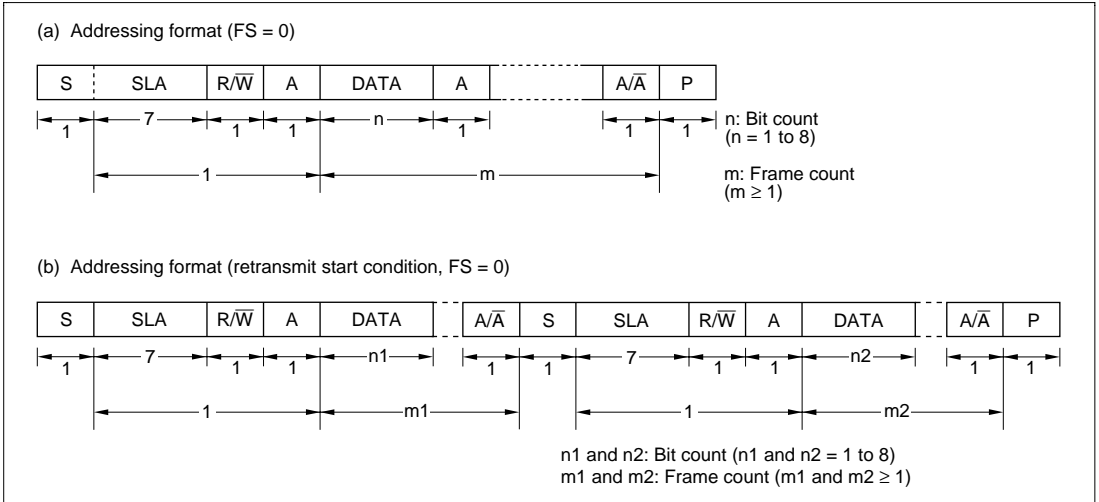 (a) Addressing format (FS = 0)
S SLA R/W̅ A DATA A A/A̅ P
1 7 1 1 n 1 1 1
n: Bit count
(n = 1 to 8)
1 m
m: Frame count
(m ≥ 1)
(b) Addressing format (retransmit start condition, FS = 0)
S SLA R/W̅ A DATA A/A̅ S SLA R/W̅ A DATA A/A̅ P
1 7 1 1 n1 1 1 7 1 1 n2 1 1
1 m1 1 m2
n1 and n2: Bit count (n1 and n2 = 1 to 8)
m1 and m2: Frame count (m1 and m2 ≥ 1)